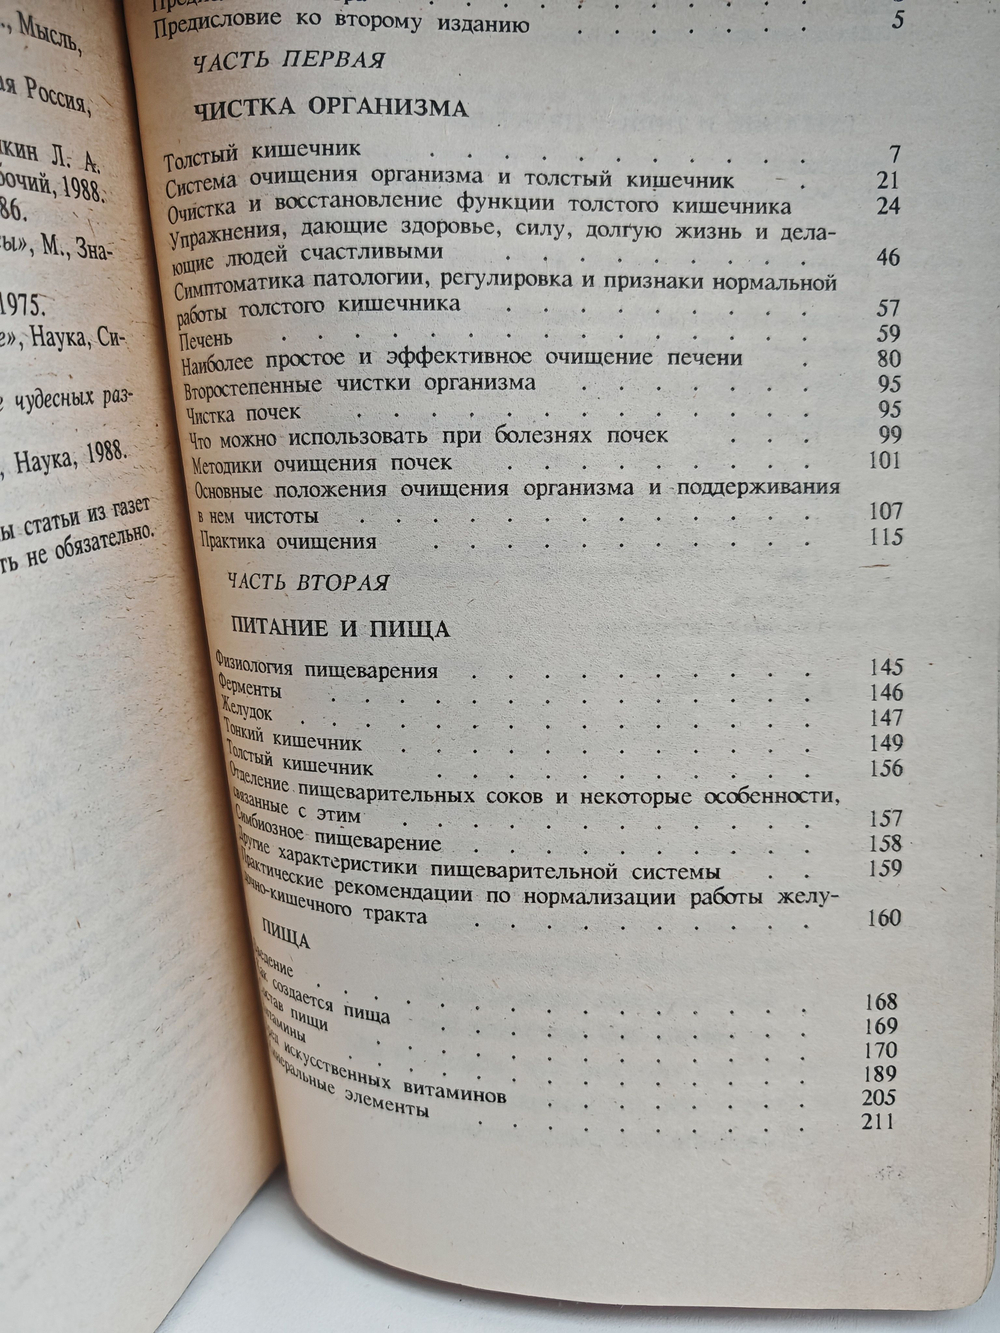 ., Мысль,
Россия,
Л. А.
1988.
86.
М., Зна-
1975.
», Наука, Си-
чудесных раз-
, Наука, 1988.
статьи из газет
не обязательно.
Предисловие ко второму изданию . . . . . . . 5
ЧАСТЬ ПЕРВАЯ
ЧИСТКА ОРГАНИЗМА
Толстый кишечник . . . . . . . . . . . 7
Система очищения организма и толстый кишечник . 21
Очистка и восстановление функции толстого кишечника 24
Упражнения, дающие здоровье, силу, долгую жизнь и дела-
ющие людей счастливыми . . . . . . . . . 46
Симптоматика патологии, регулировка и признаки нормальной
работы толстого кишечника . . . . . . . . . 57
Печень . . . . . . . . . . . . . . 59
Наиболее простое и эффективное очищение печени . 80
Второстепенные чистки организма . . . . . . . 95
Чистка почек . . . . . . . . . . . . . 95
Что можно использовать при болезнях почек . . . 99
Методики очищения почек . . . . . . . . . 101
Основные положения очищения организма и поддерживания
в нем чистоты . . . . . . . . . . . . . 107
Практика очищения . . . . . . . . . . . 115
ЧАСТЬ ВТОРАЯ
ПИТАНИЕ И ПИЩА
Физиология пищеварения . . . . . . . . . . 145
Ферменты . . . . . . . . . . . . . . 146
Желудок . . . . . . . . . . . . . . 147
Тонкий кишечник . . . . . . . . . . . . 149
Толстый кишечник . . . . . . . . . . . 156
Отделение пищеварительных соков и некоторые особенности,
связанные с этим . . . . . . . . . . . . 157
Симбиозное пищеварение . . . . . . . . . 158
Другие характеристики пищеварительной системы . . 159
Практические рекомендации по нормализации работы желу-
дочно-кишечного тракта . . . . . . . . . . 160
ПИЩА
. . . . . . . . . . . . . 168
создается пища . . . . . . . . . . 169
пищи . . . . . . . . . . . . 170
. . . . . . . . . . . . . 189
искусственных витаминов . . . . . . . 205
элементы . . . . . . . . . 211